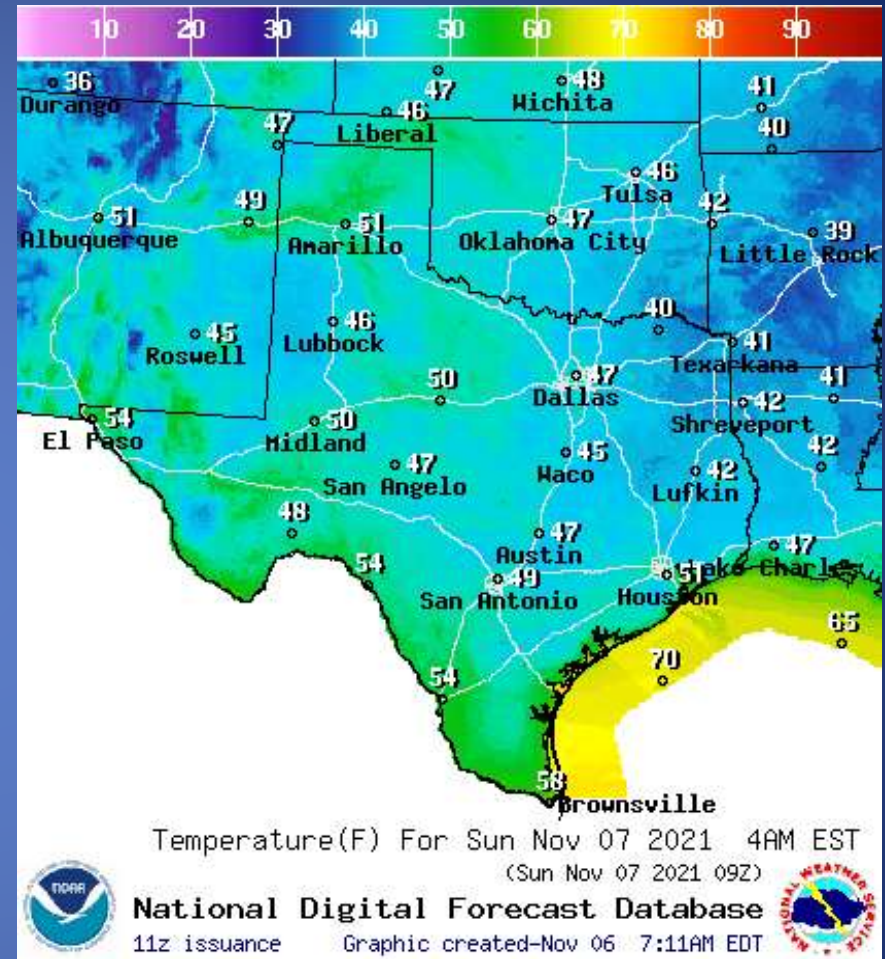 10 20 30 40 50 60 70 80 90
36
Durango
47
48
Wichita
41
46
Liberal
47
40
46
Tulsa
51
Albuquerque
49
51
Amarillo
47
Oklahoma City
42
39
Little Rock
45
Roswell
46
Lubbock
40
41
Texarkana
47
Dallas
50
41
42
Shreveport
54
El Paso
50
Midland
47
San Angelo
45
Waco
42
Lufkin
42
48
47
Austin
47
Lake Charles
54
49
San Antonio
51
Houston
65
54
70
58
Brownsville
Temperature(F) For Sun Nov 07 2021 4AM EST
(Sun Nov 07 2021 09Z)
NOAA
National Digital Forecast Database
NATIONAL WEATHER SERVICE
11z issuance Graphic created-Nov 06 7:11AM EDT